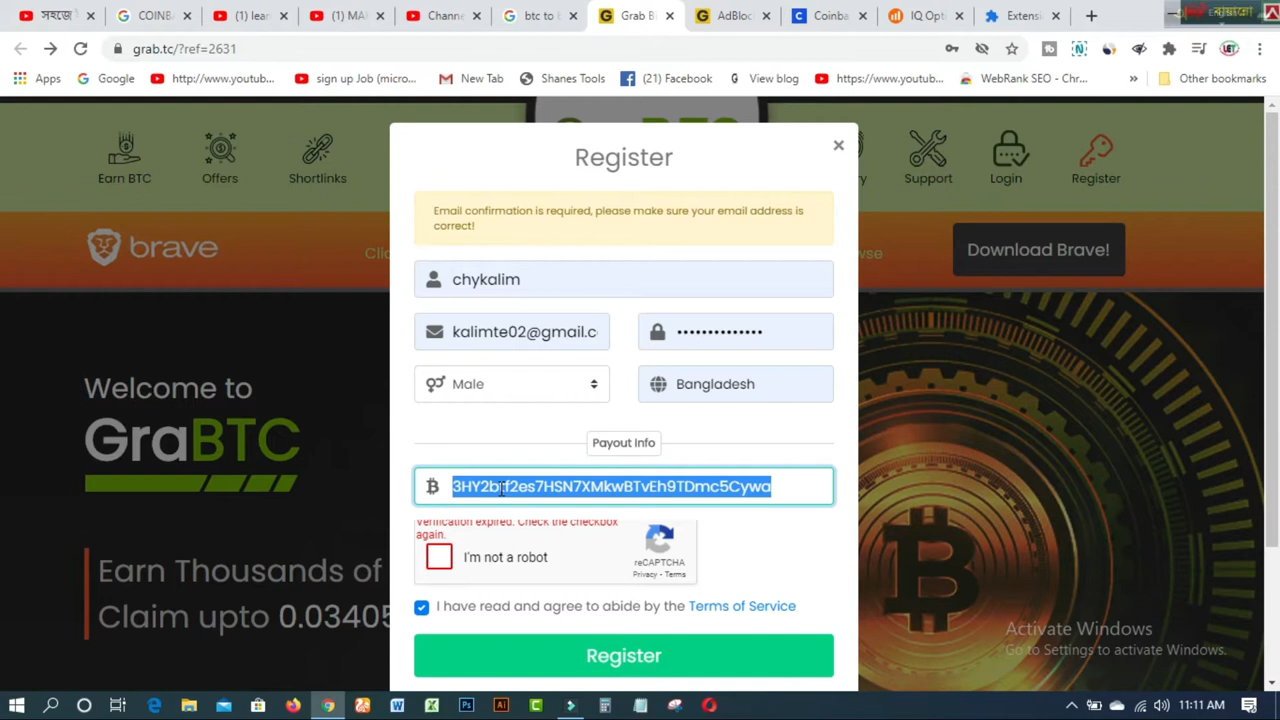 সহজে
COINBA
(1) lear
(1) MA
Channe
btc to b
Grab B
AdBloc
Coinba
IQ Opti
Extensi
grab.tc/?ref=2631
Apps
Google
http://www.youtub...
sign up Job (micro...
New Tab
Shanes Tools
(21) Facebook
View blog
https://www.youtube...
WebRank SEO - Chr...
»
Other bookmarks
Earn BTC
Offers
Shortlinks
Support
Login
Register
brave
Download Brave!
Register
Email confirmation is required, please make sure your email address is
correct!
chykalim
kalimte02@gmail.c
••••••••••••••
Male
Bangladesh
Payout Info
Verification expired. Check the checkbox
again.
I'm not a robot
reCAPTCHA
Privacy - Terms
I have read and agree to abide by the Terms of Service
Register
Welcome to
GraBTC
Earn Thousands of
Claim upto 0.03405
Activate Windows
Go to Settings to activate Windows.
11:11 AM